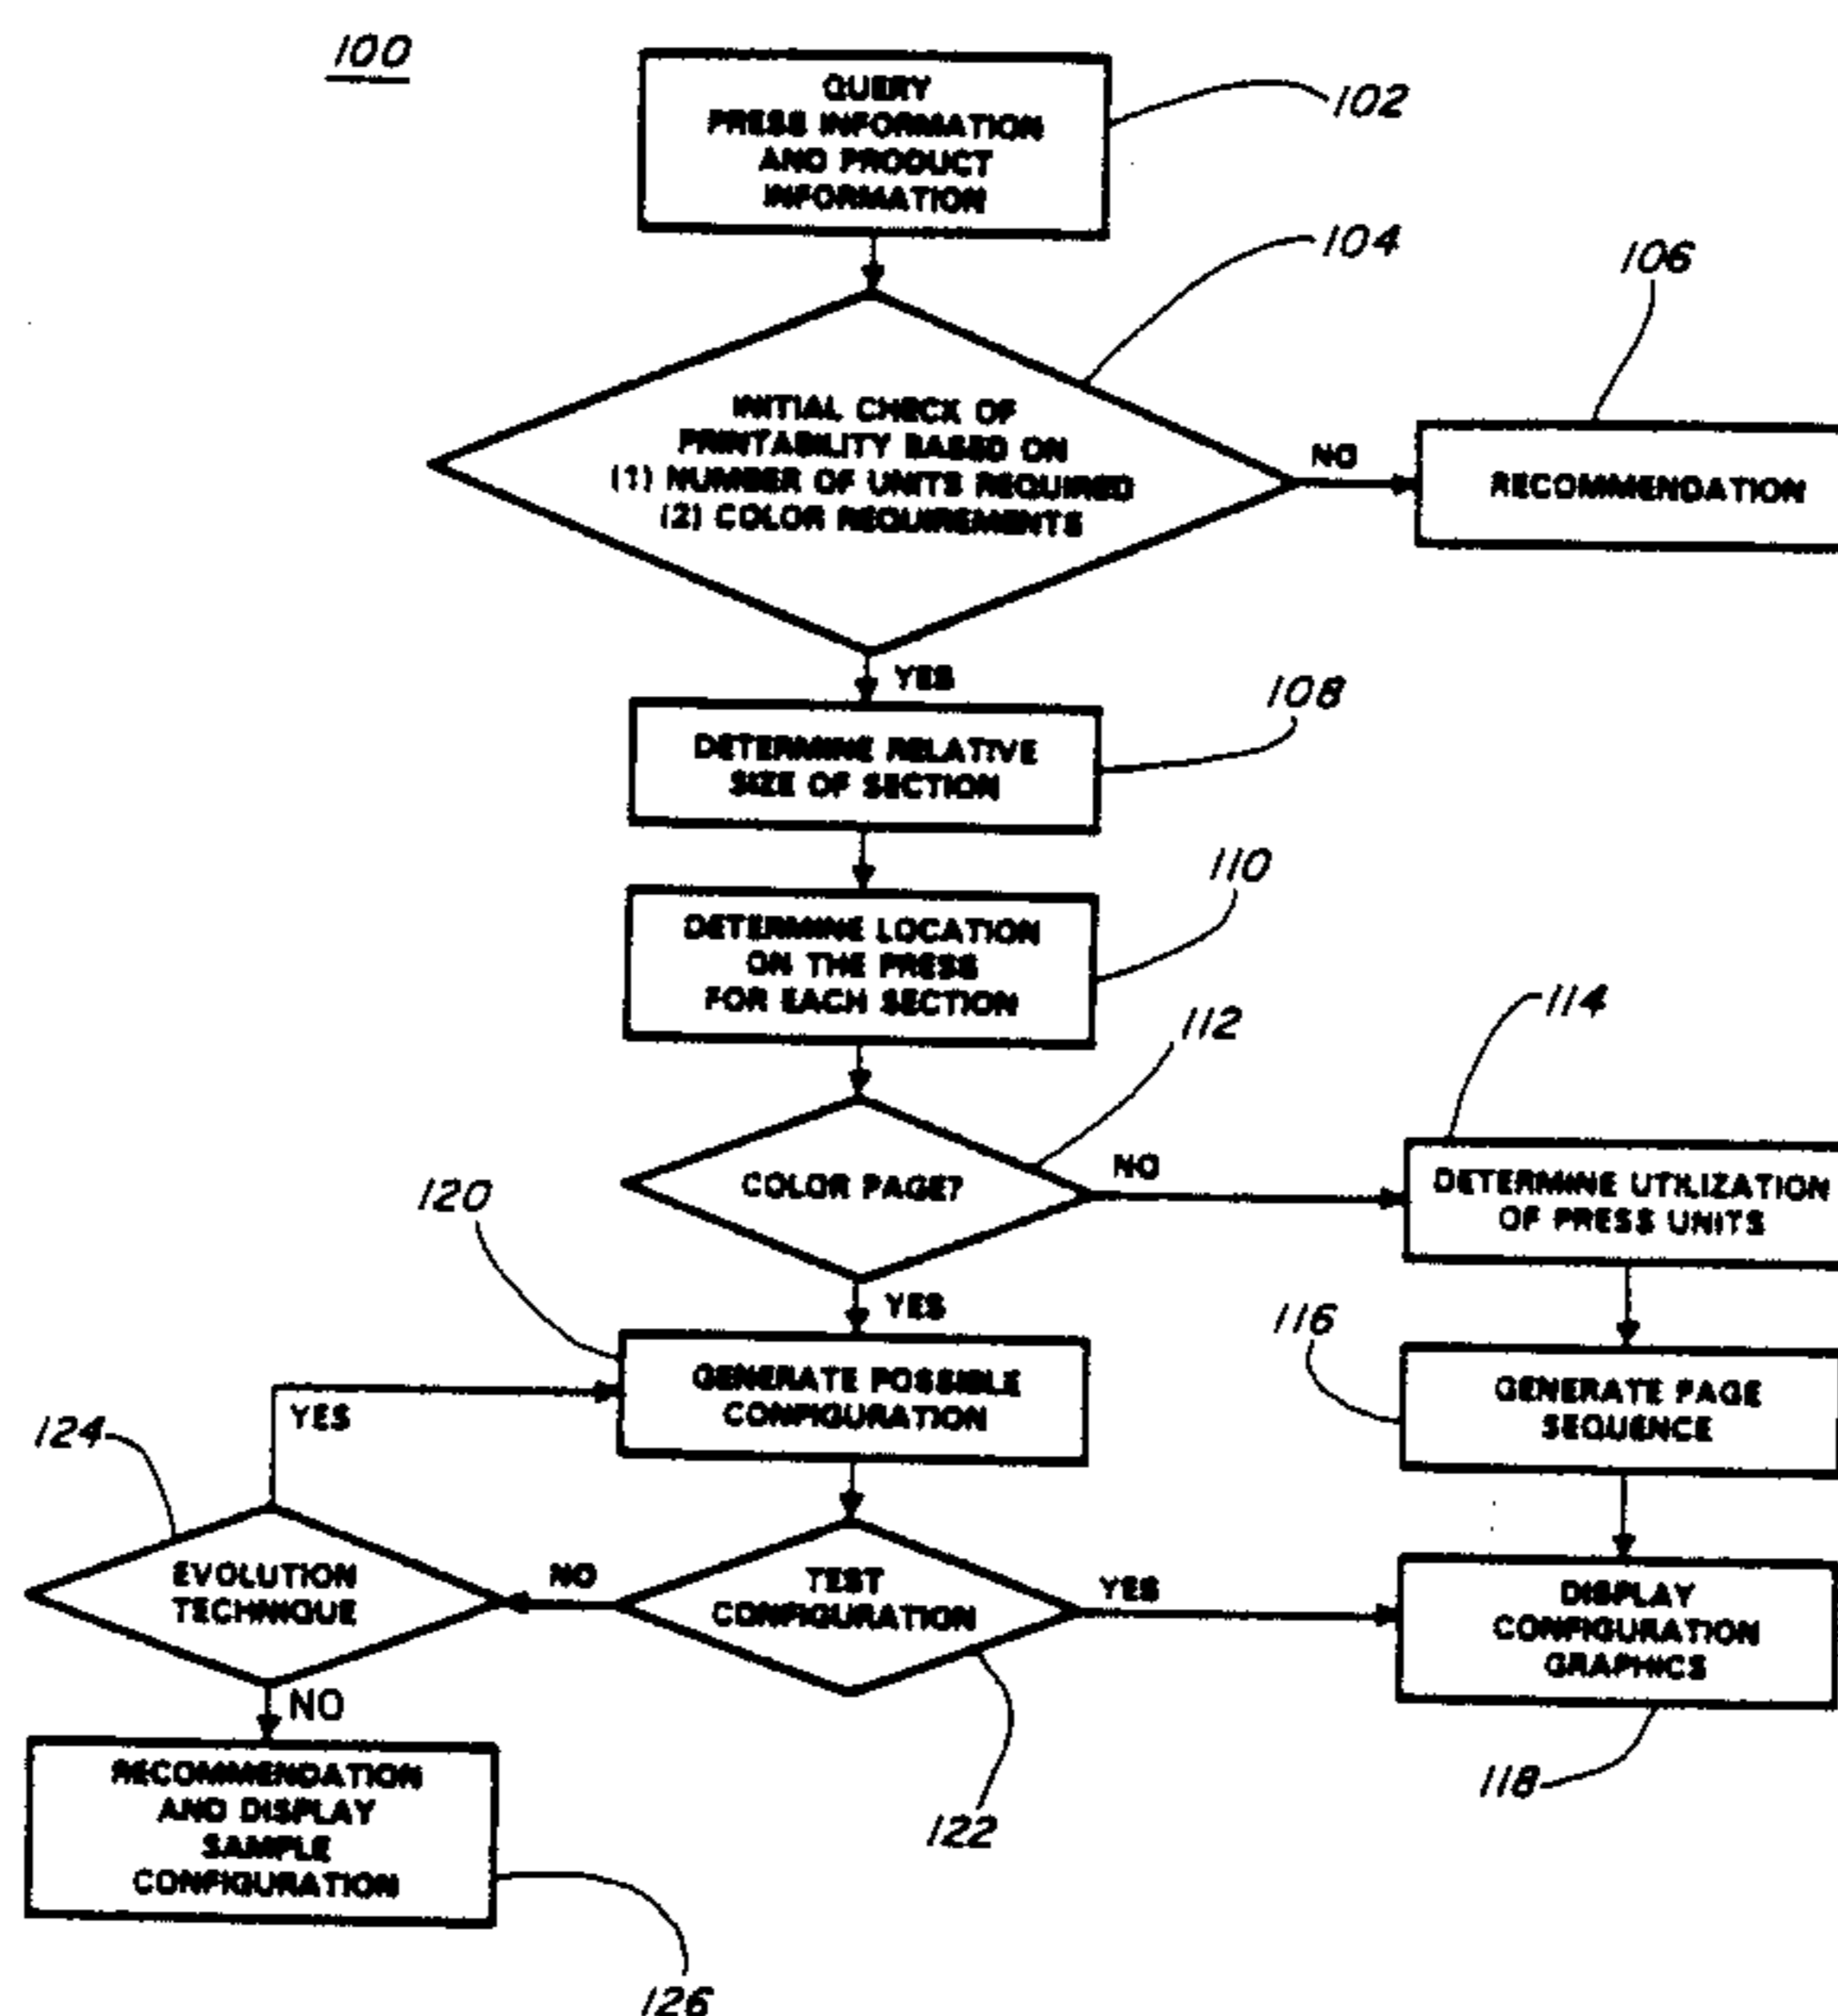 100
QUERY
PRESS INFORMATION
AND PRODUCT
INFORMATION
102
104
106
INITIAL CHECK OF
PRINTABILITY BASED ON
(1) NUMBER OF UNITS REQUIRED
(2) COLOR REQUIREMENTS
NO
RECOMMENDATION
YES
108
DETERMINE RELATIVE
SIZE OF SECTION
110
DETERMINE LOCATION
ON THE PRESS
FOR EACH SECTION
112
114
COLOR PAGE?
NO
DETERMINE UTILIZATION
OF PRESS UNITS
120
YES
116
GENERATE POSSIBLE
CONFIGURATION
GENERATE PAGE
SEQUENCE
YES
124
EVOLUTION
TECHNIQUE
NO
TEST
CONFIGURATION
YES
DISPLAY
CONFIGURATION
GRAPHICS
NO
122
118
RECOMMENDATION
AND DISPLAY
SAMPLE
CONFIGURATION
126